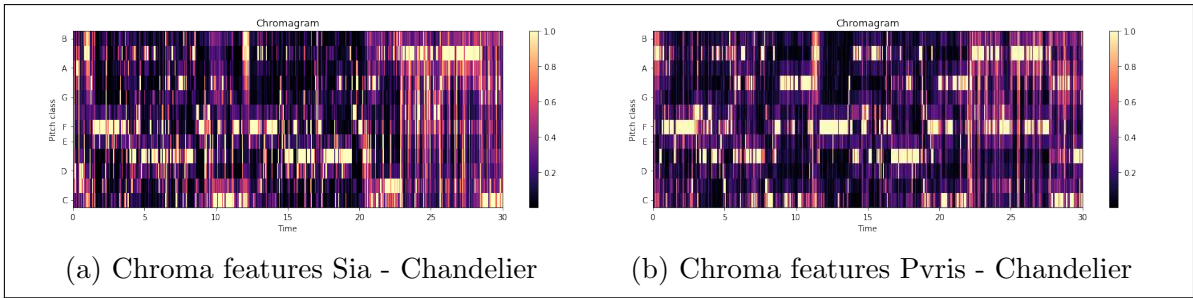 Chromagram
Pitch class
B
A
G
F
E
D
C
0 5 10 15 20 25 30
Time
1.0
0.8
0.6
0.4
0.2
(a) Chroma features Sia - Chandelier
Chromagram
Pitch class
B
A
G
F
E
D
C
0 5 10 15 20 25 30
Time
1.0
0.8
0.6
0.4
0.2
(b) Chroma features Pvris - Chandelier